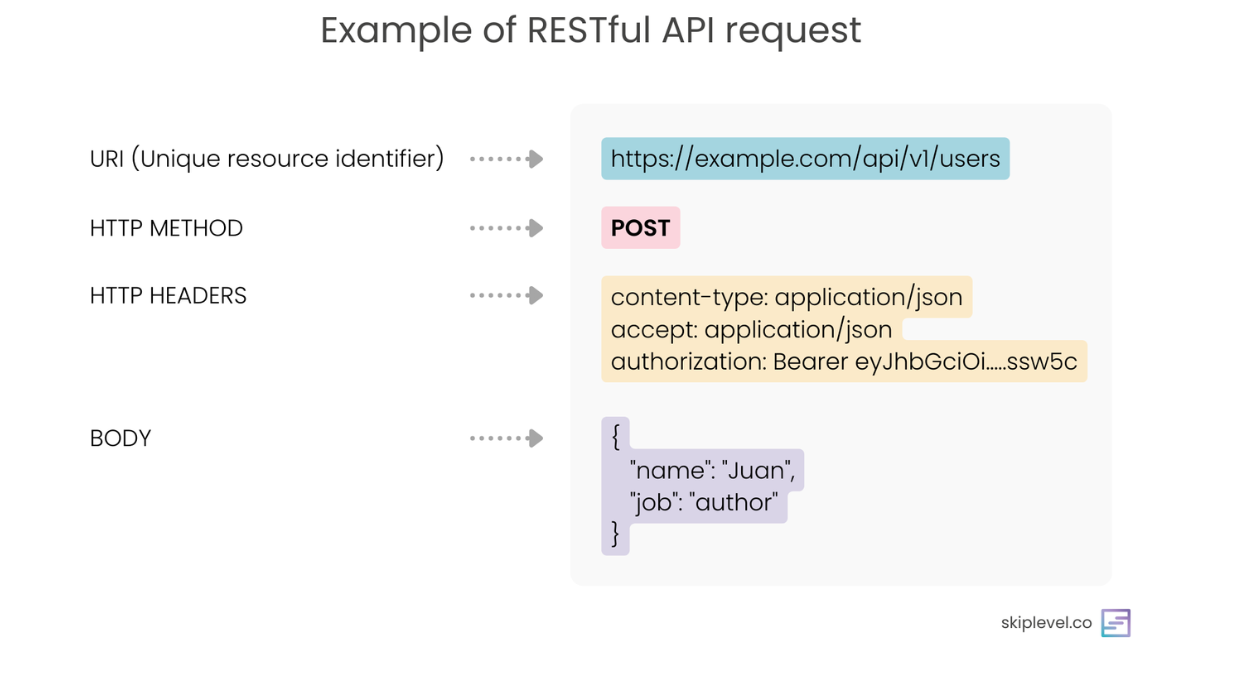 Example of RESTful API request
URI (Unique resource identifier)
https://example.com/api/v1/users
HTTP METHOD
POST
HTTP HEADERS
content-type: application/json
accept: application/json
authorization: Bearer eyJhbGciOi.....ssw5c
BODY
{
"name": "Juan",
"job": "author"
}
skiplevel.co